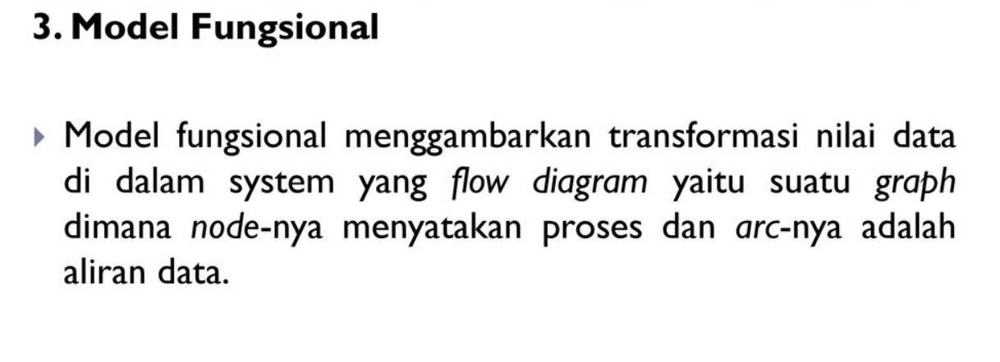 3. Model Fungsional
Model fungsional menggambarkan transformasi nilai data
di dalam system yang flow diagram yaitu suatu graph
dimana node-nya menyatakan proses dan arc-nya adalah
aliran data.